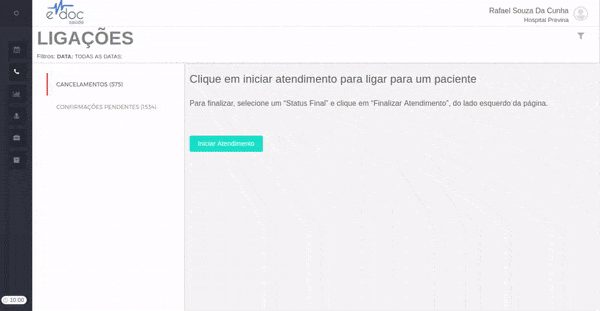 e doc
saúde
Rafael Souza Da Cunha
Hospital Previna
LIGAÇÕES
Filtros: DATA: TODAS AS DATAS;
CANCELAMENTOS (575)
CONFIRMAÇÕES PENDENTES (1534)
Clique em iniciar atendimento para ligar para um paciente
Para finalizar, selecione um “Status Final” e clique em “Finalizar Atendimento”, do lado esquerdo da página.
Iniciar Atendimento
10:00